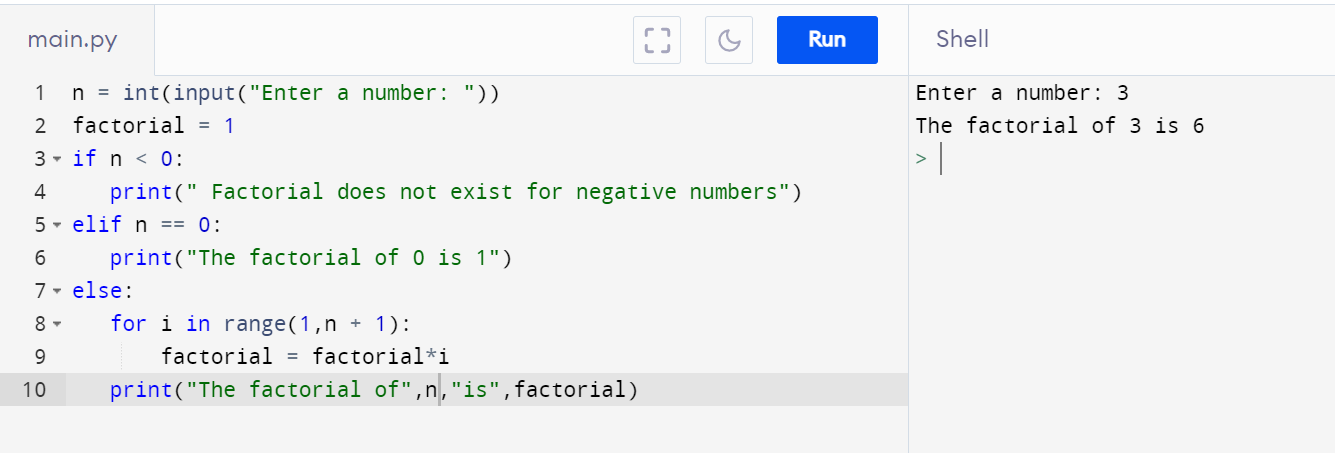 main.py
Run
Shell
1 n = int(input("Enter a number: "))
2 factorial = 1
3 if n < 0:
4    print(" Factorial does not exist for negative numbers")
5 elif n == 0:
6    print("The factorial of 0 is 1")
7 else:
8    for i in range(1,n + 1):
9        factorial = factorial*i
10    print("The factorial of",n,"is",factorial)
Enter a number: 3
The factorial of 3 is 6
>